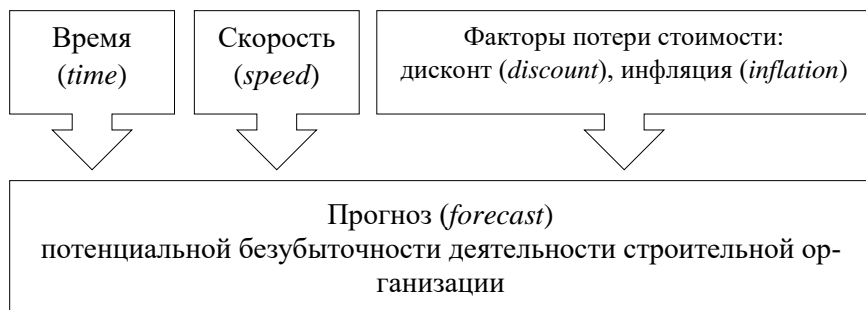 Время
(time)
Скорость
(speed)
Факторы потери стоимости:
дисконт (discount), инфляция (inflation)
Прогноз (forecast)
потенциальной безубыточности деятельности строительной ор-
ганизации